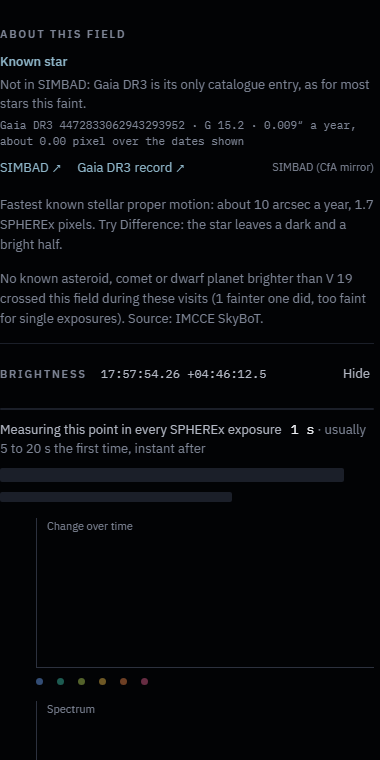 ABOUT THIS FIELD
Known star
Not in SIMBAD: Gaia DR3 is its only catalogue entry, as for most
stars this faint.
Gaia DR3 4472833062943293952 · G 15.2 · 0.009″ a year,
about 0.00 pixel over the dates shown
SIMBAD ↗ Gaia DR3 record ↗ SIMBAD (CfA mirror)
Fastest known stellar proper motion: about 10 arcsec a year, 1.7
SPHEREx pixels. Try Difference: the star leaves a dark and a
bright half.
No known asteroid, comet or dwarf planet brighter than V 19
crossed this field during these visits (1 fainter one did, too faint
for single exposures). Source: IMCCE SkyBoT.
BRIGHTNESS 17:57:54.26 +04:46:12.5 Hide
Measuring this point in every SPHEREx exposure 1 s · usually
5 to 20 s the first time, instant after
Change over time
Spectrum